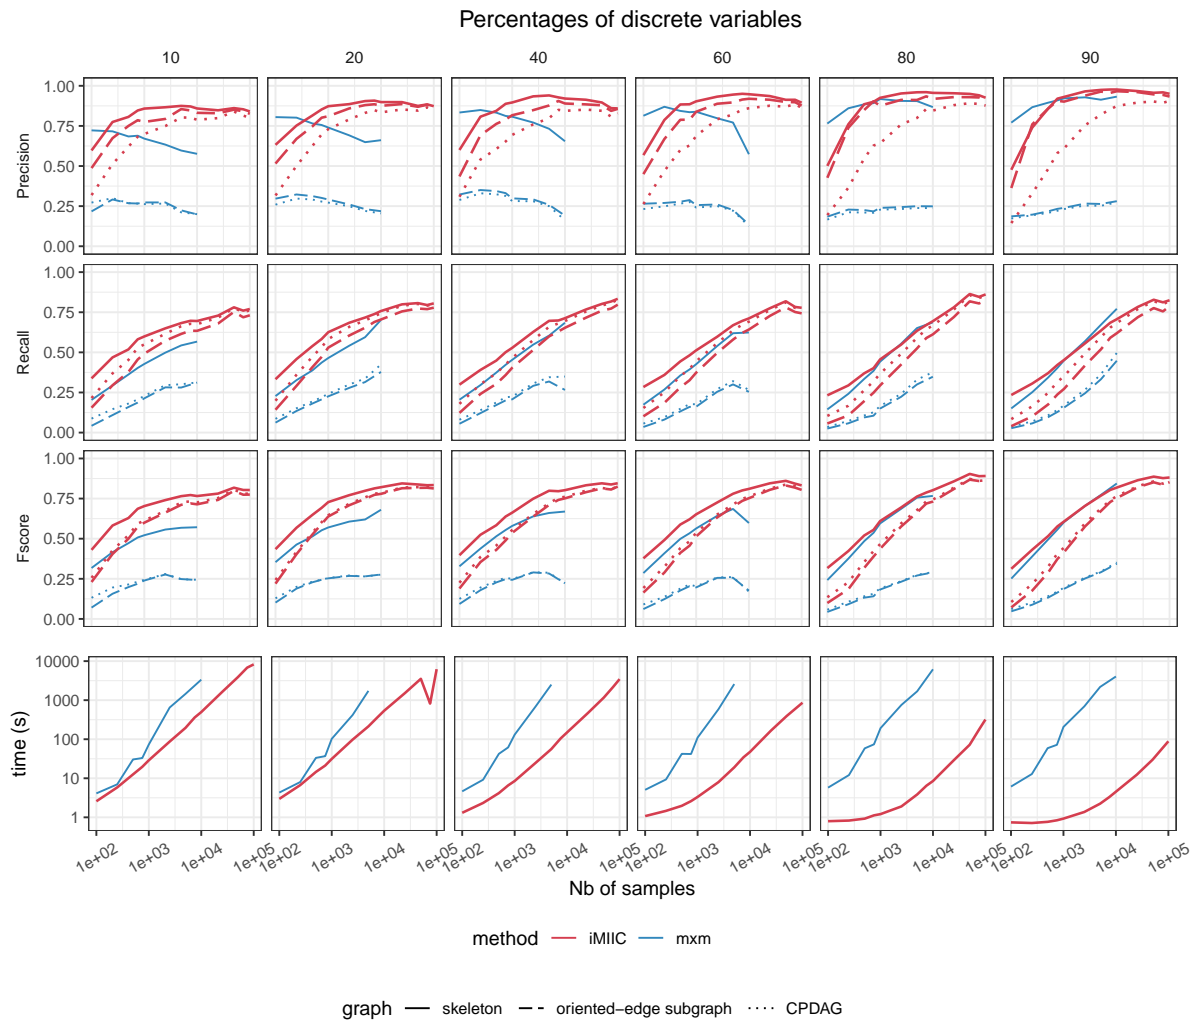 Percentages of discrete variables
10 20 40 60 80 90
Precision
1.00
0.75
0.50
0.25
0.00
Recall
1.00
0.75
0.50
0.25
0.00
Fscore
1.00
0.75
0.50
0.25
0.00
time (s)
10000
1000
100
10
1
1e+02 1e+03 1e+04 1e+05 1e+02 1e+03 1e+04 1e+05 1e+02 1e+03 1e+04 1e+05 1e+02 1e+03 1e+04 1e+05 1e+02 1e+03 1e+04 1e+05 1e+02 1e+03 1e+04 1e+05
Nb of samples
method iMIIC mxm
graph skeleton oriented−edge subgraph CPDAG